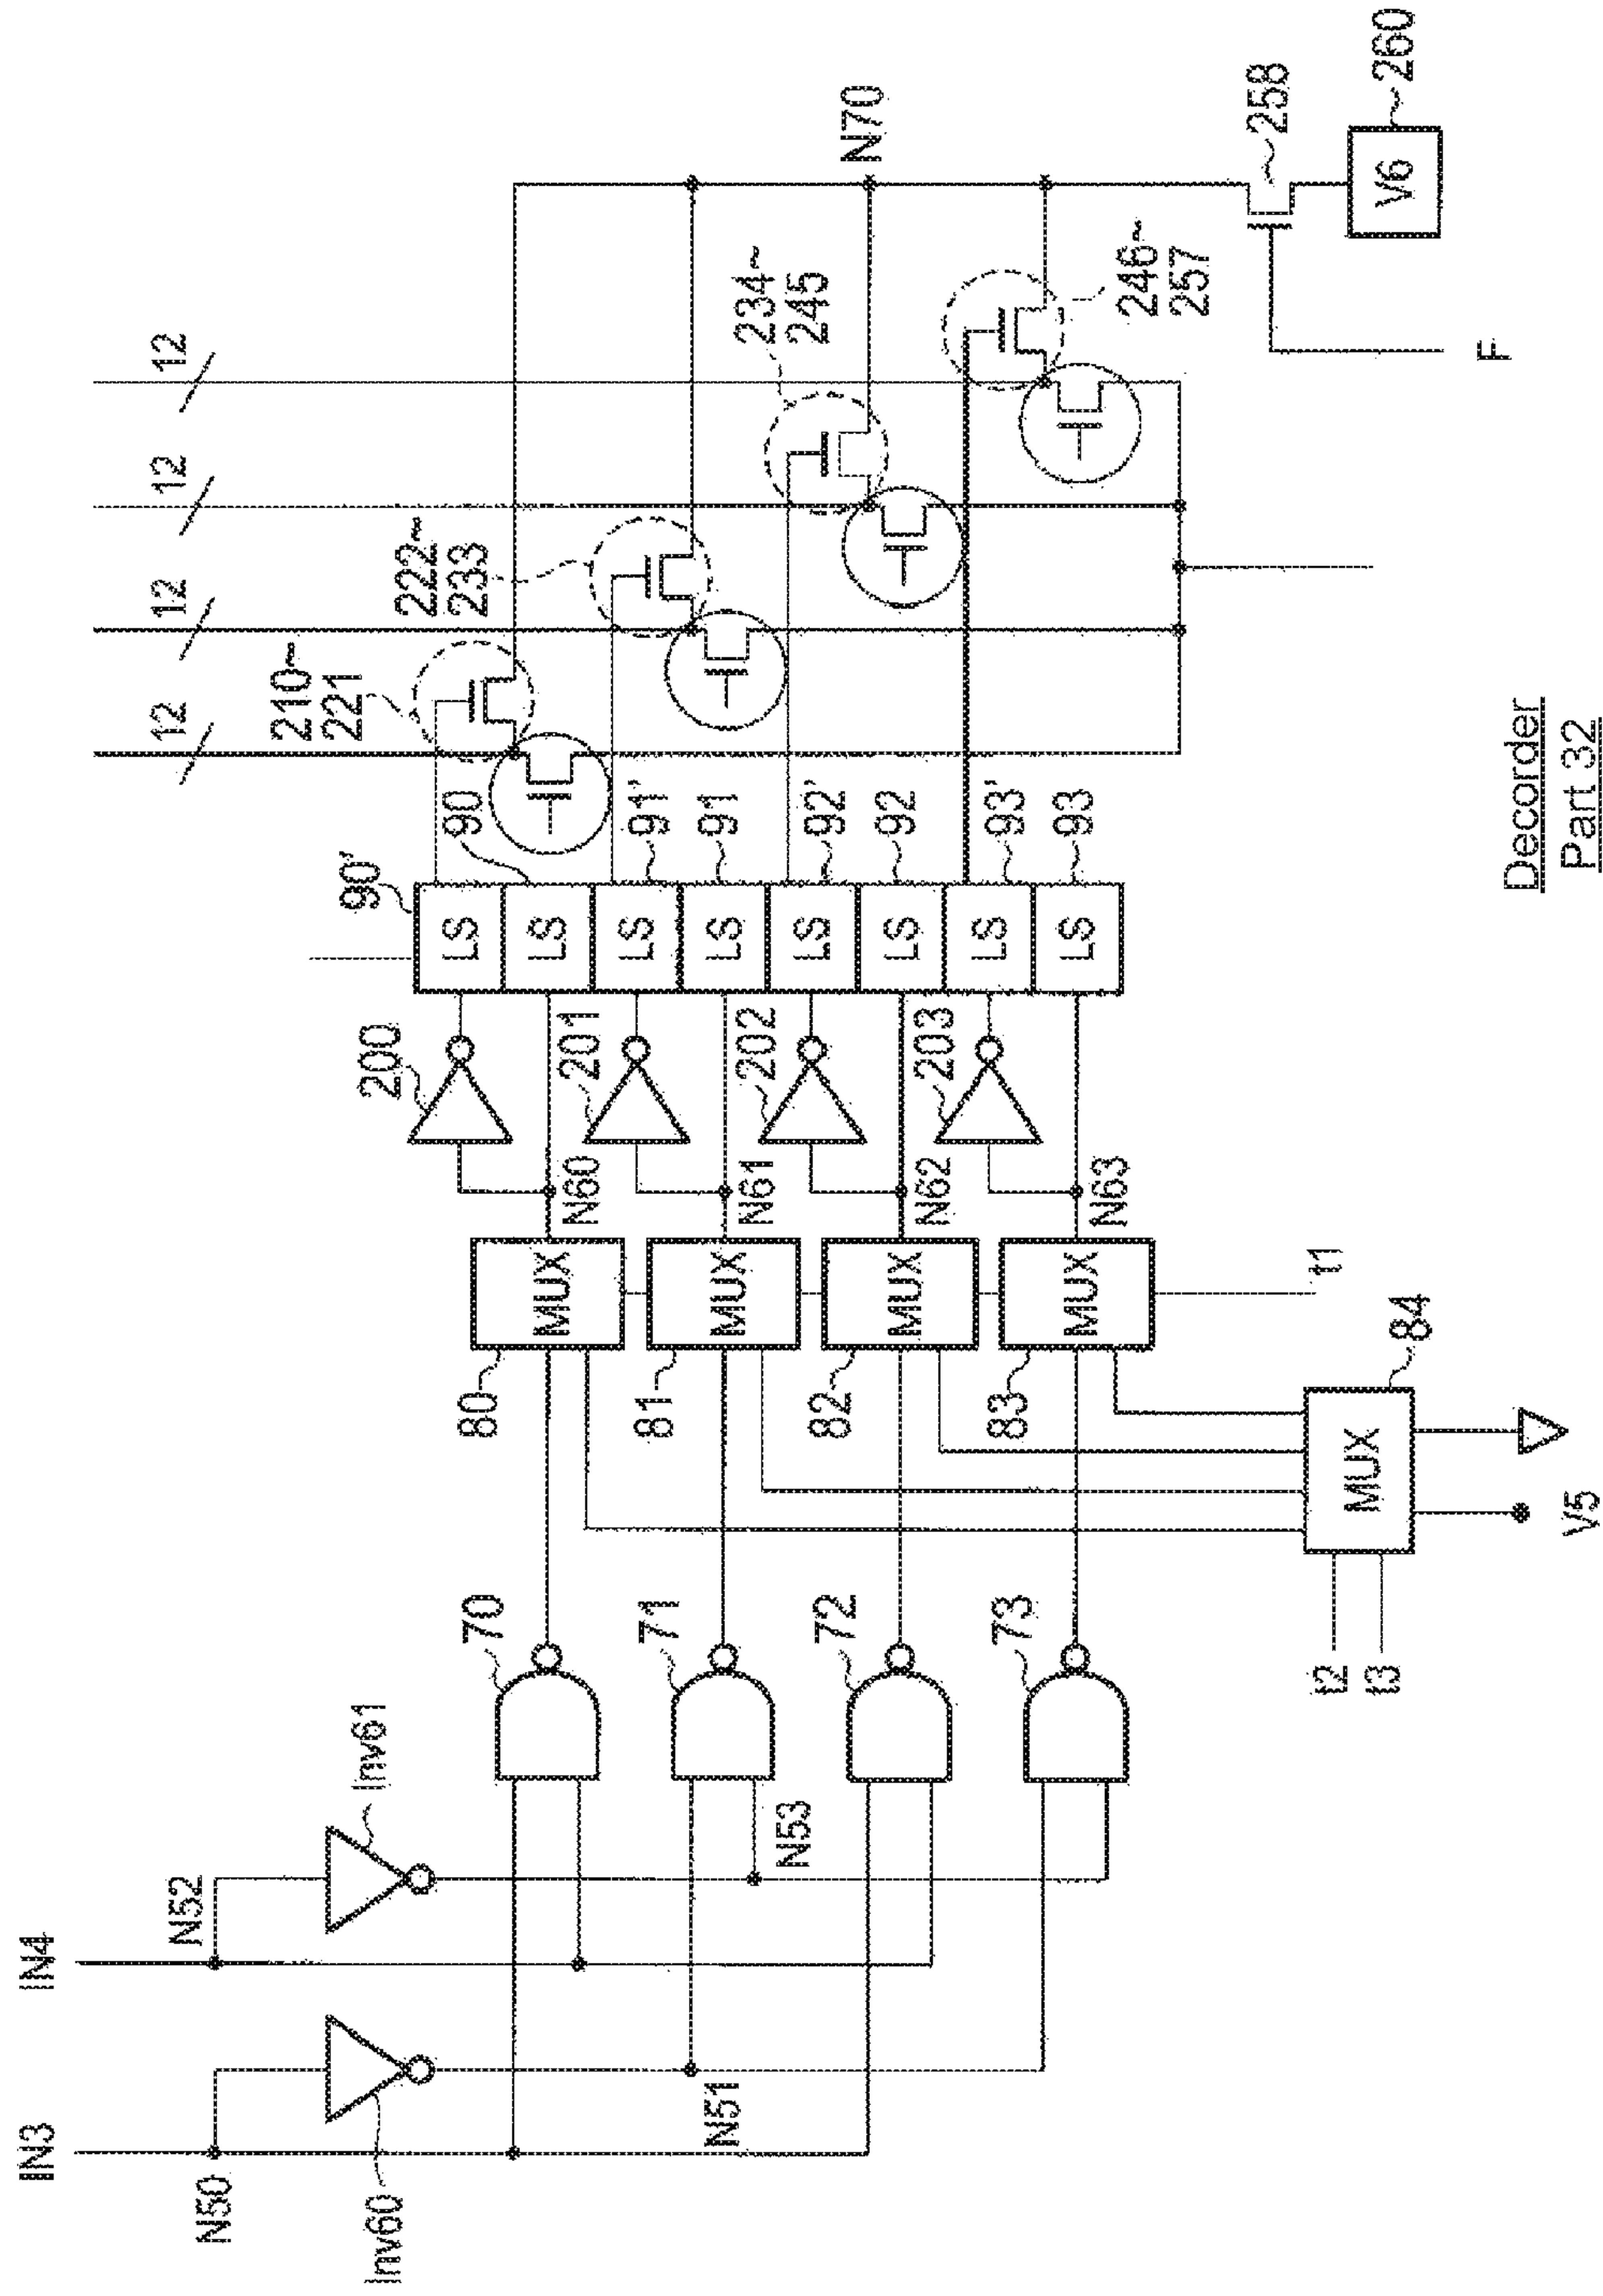 IN3
IN4
N50
N52
Inv60
Inv61
N51
N53
70
71
72
73
t2
t3
MUX
84
V5
80
81
82
83
MUX
MUX
MUX
MUX
t1
N60
N61
N62
N63
200
201
202
203
90'
90
91'
91
92'
92
93'
93
LS
LS
LS
LS
LS
LS
LS
LS
12
12
12
12
210~
221
222~
233
234~
245
246~
257
N70
258
F
V6
260
Decorder
Part 32